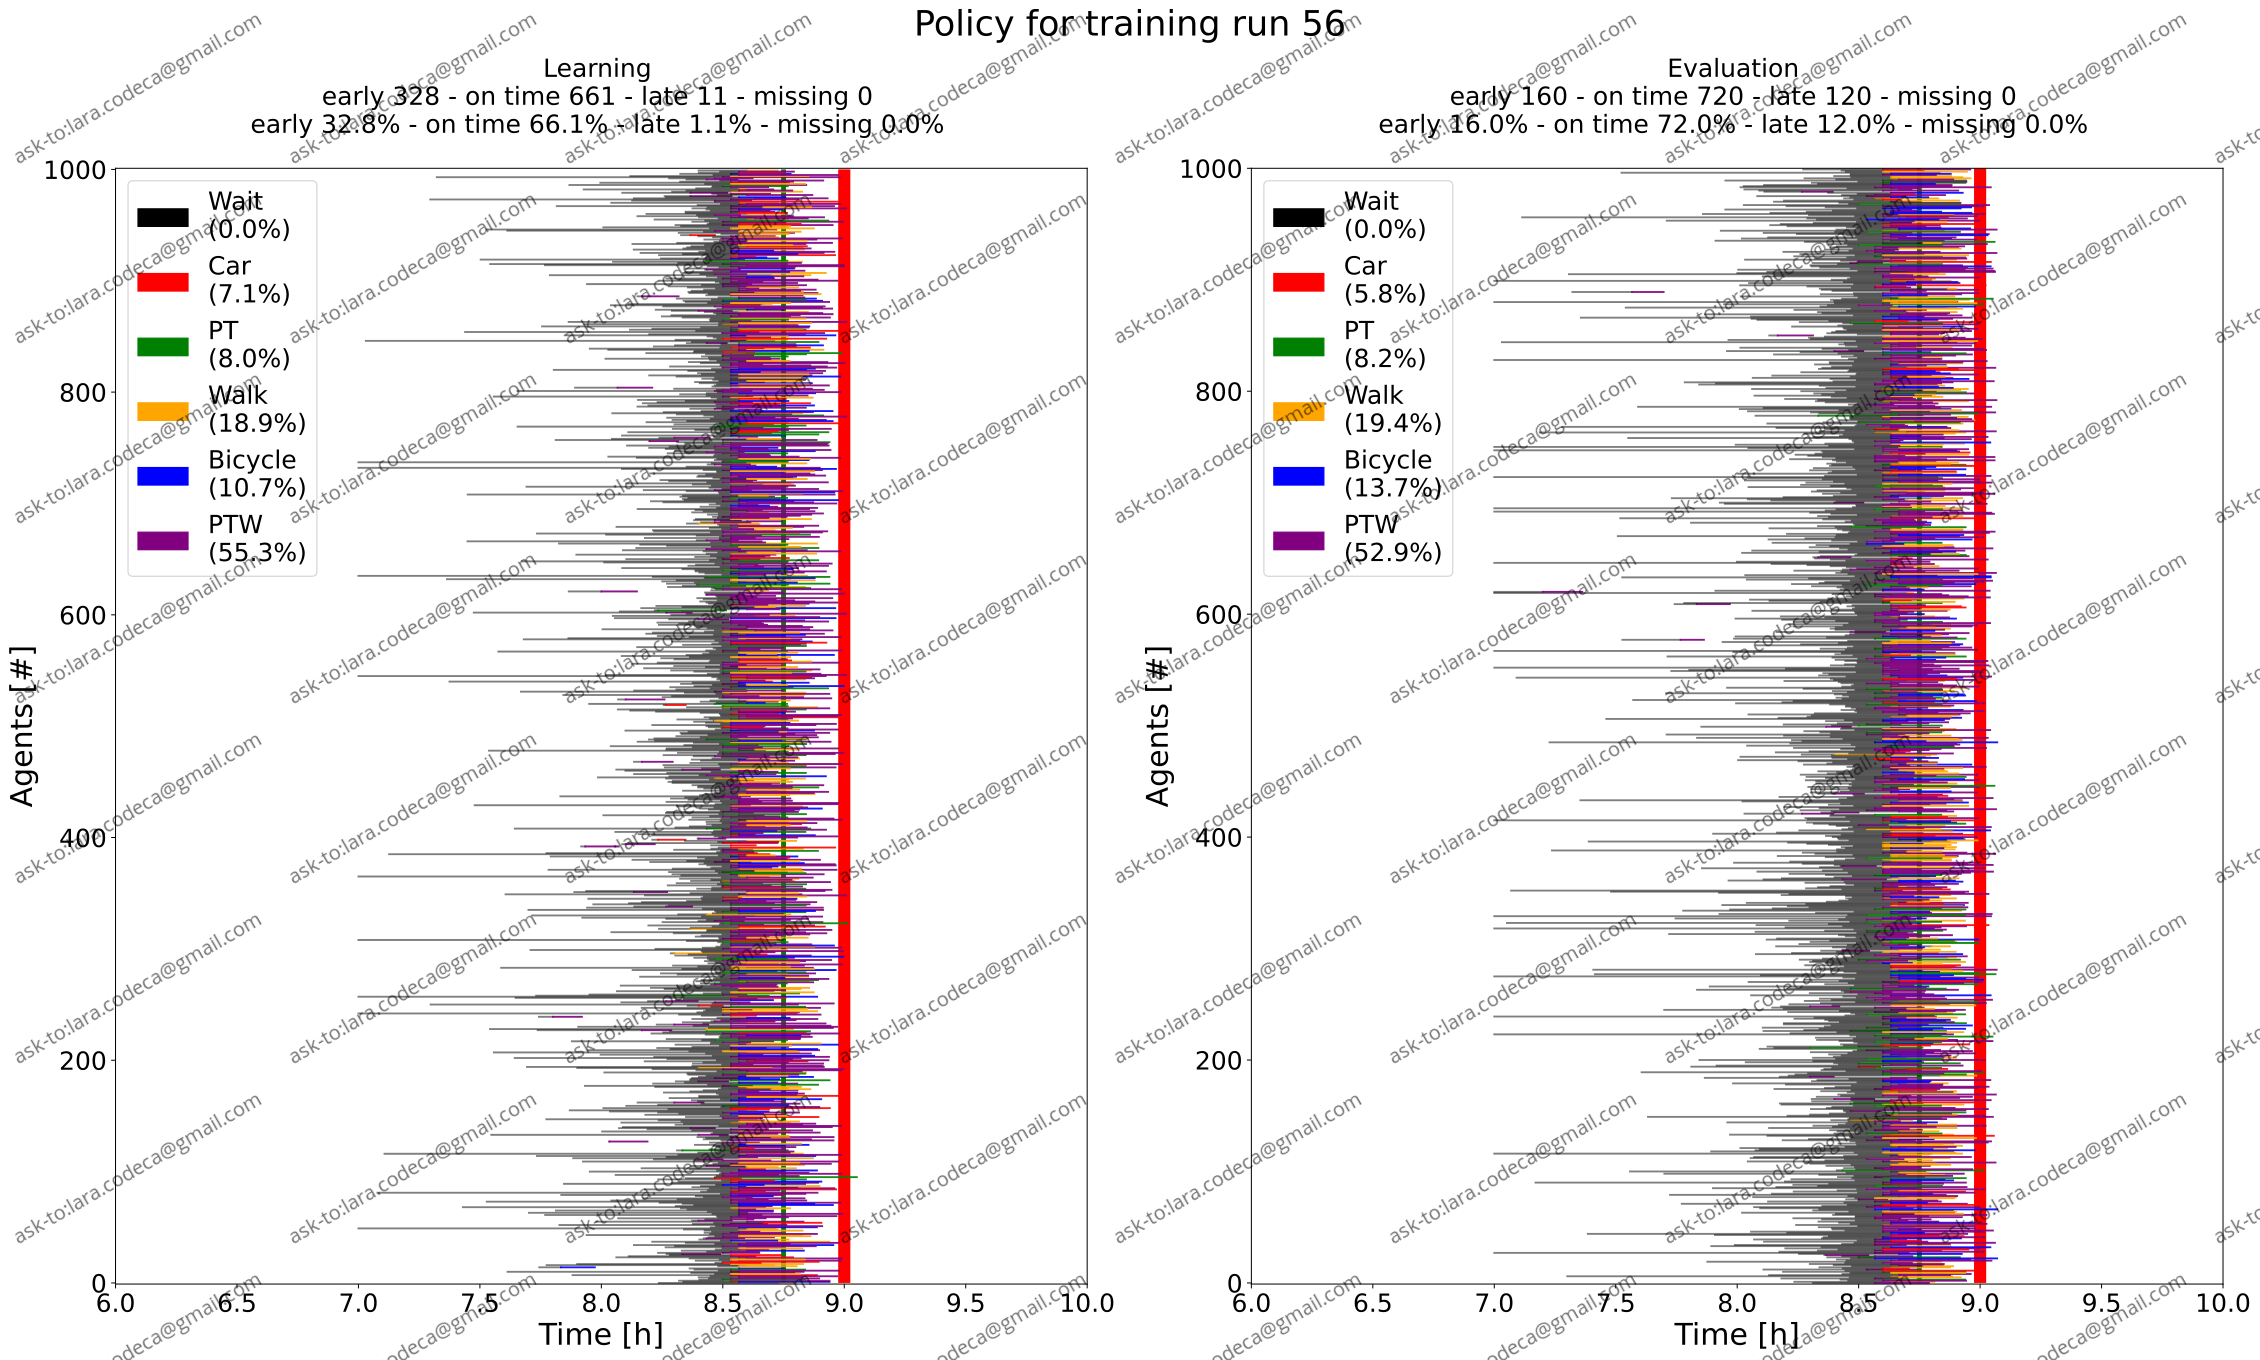 Policy for training run 56
Learning
early 328 - on time 661 - late 11 - missing 0
early 32.8% - on time 66.1% - late 1.1% - missing 0.0%
1000
800
600
400
200
0
Agents [#]
Wait
(0.0%)
Car
(7.1%)
PT
(8.0%)
Walk
(18.9%)
Bicycle
(10.7%)
PTW
(55.3%)
6.0 6.5 7.0 7.5 8.0 8.5 9.0 9.5 10.0
Time [h]
Evaluation
early 160 - on time 720 - late 120 - missing 0
early 16.0% - on time 72.0% - late 12.0% - missing 0.0%
1000
800
600
400
200
0
Agents [#]
Wait
(0.0%)
Car
(5.8%)
PT
(8.2%)
Walk
(19.4%)
Bicycle
(13.7%)
PTW
(52.9%)
6.0 6.5 7.0 7.5 8.0 8.5 9.0 9.5 10.0
Time [h]
ask-to:lara.codeca@gmail.com